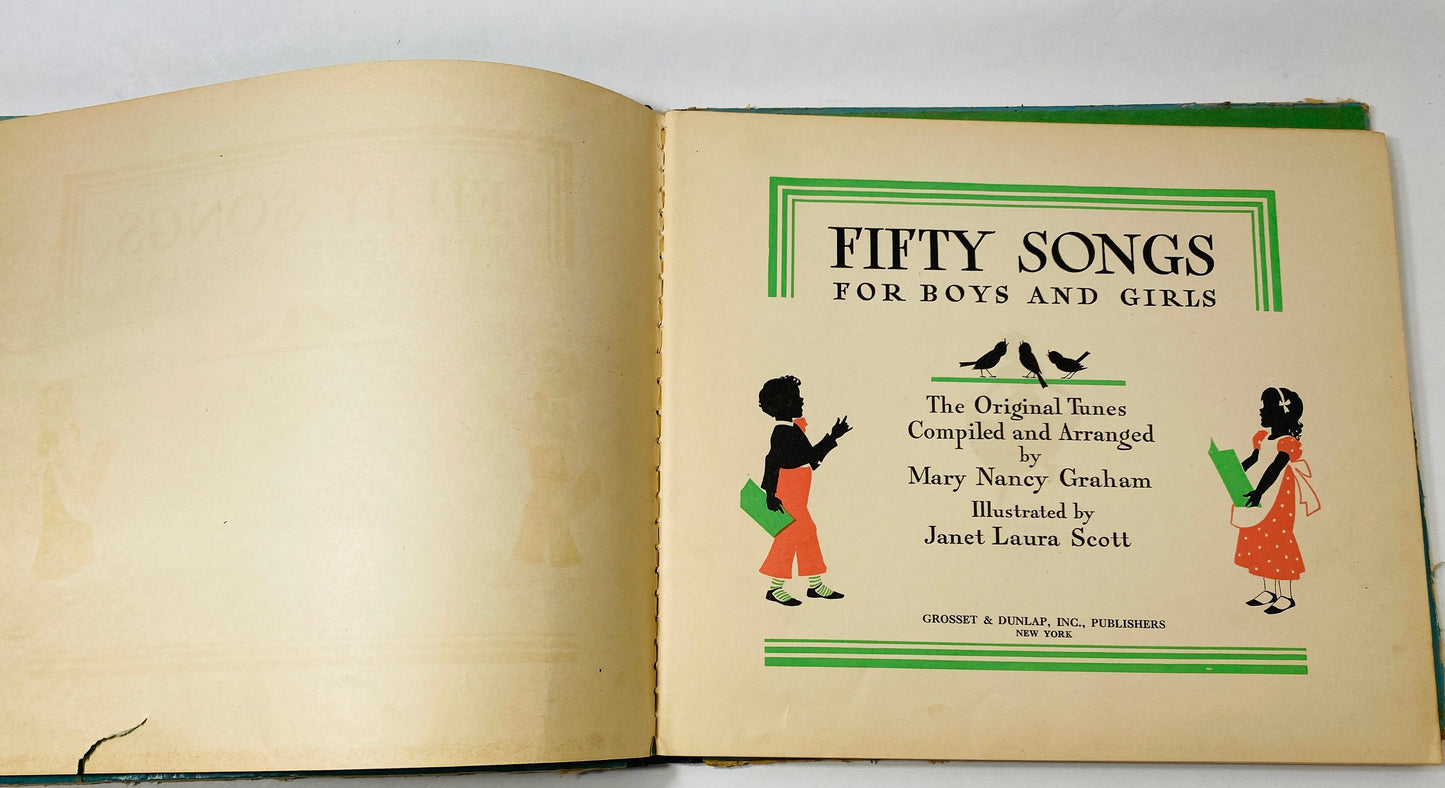 FIFTY SONGS
FOR BOYS AND GIRLS
The Original Tunes
Compiled and Arranged
by
Mary Nancy Graham
Illustrated by
Janet Laura Scott
GROSSET & DUNLAP, INC., PUBLISHERS
NEW YORK